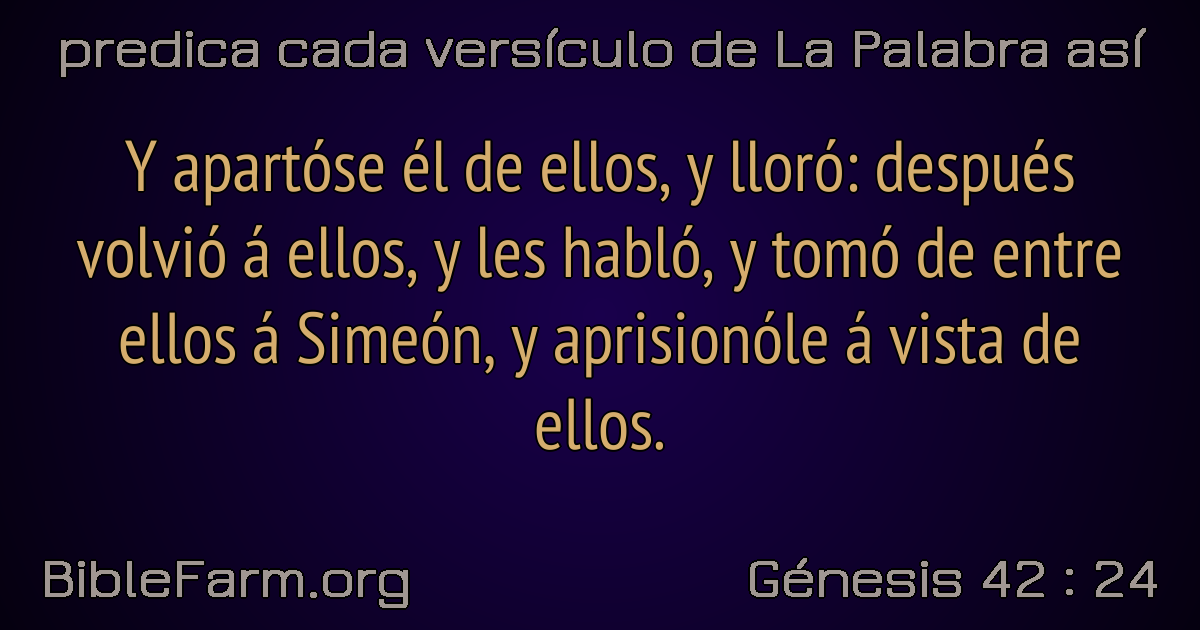 predica cada versículo de La Palabra así
Y apartóse él de ellos, y lloró: después
volvió á ellos, y les habló, y tomó de entre
ellos á Simeón, y aprisionóle á vista de
ellos.
BibleFarm.org
Génesis 42 : 24